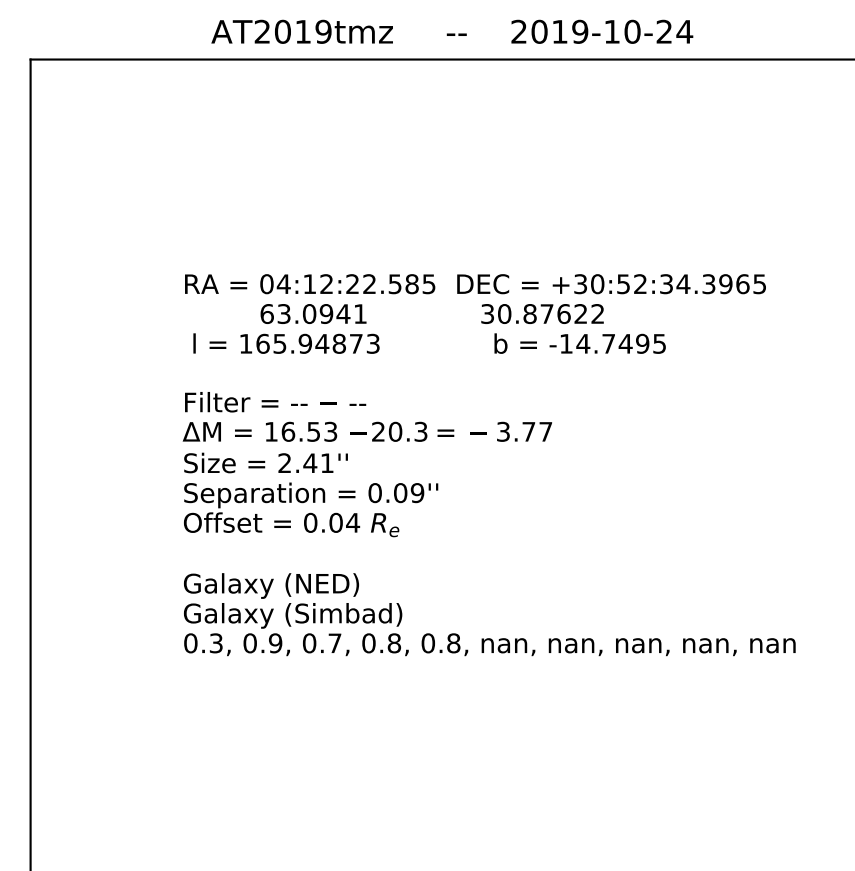 AT2019tmz -- 2019-10-24
RA = 04:12:22.585 DEC = +30:52:34.3965
63.0941 30.87622
l = 165.94873 b = -14.7495
Filter = -- − --
ΔM = 16.53 −20.3 = − 3.77
Size = 2.41''
Separation = 0.09''
Offset = 0.04 Rₑ
Galaxy (NED)
Galaxy (Simbad)
0.3, 0.9, 0.7, 0.8, 0.8, nan, nan, nan, nan, nan